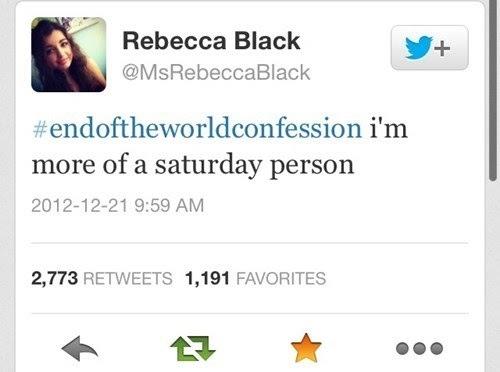 Rebecca Black
@MsRebeccaBlack
#endoftheworldconfession i'm
more of a saturday person
2012-12-21 9:59 AM
2,773 RETWEETS 1,191 FAVORITES